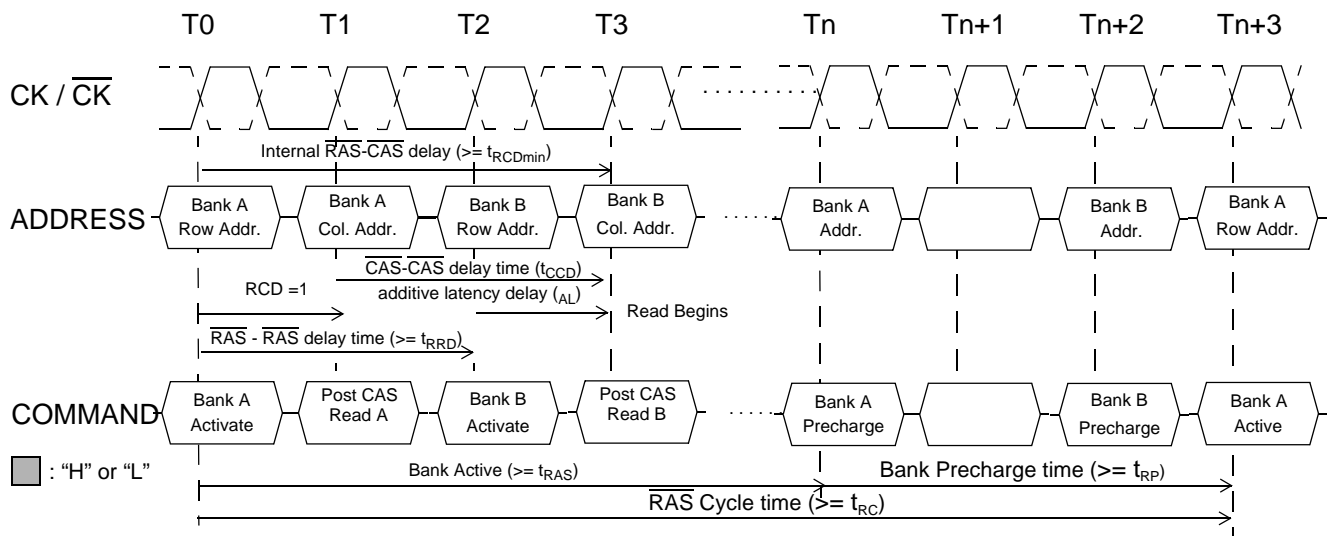 T0 T1 T2 T3 Tn Tn+1 Tn+2 Tn+3
CK / CK
Internal RAS-CAS delay (>= tRCDmin)
ADDRESS
Bank A
Row Addr.
Bank A
Col. Addr.
Bank B
Row Addr.
Bank B
Col. Addr.
Bank A
Addr.
Bank B
Addr.
Bank A
Row Addr.
CAS-CAS delay time (tCCD)
RCD =1
additive latency delay (AL)
Read Begins
RAS - RAS delay time (>= tRRD)
COMMAND
Bank A
Activate
Post CAS
Read A
Bank B
Activate
Post CAS
Read B
Bank A
Precharge
Bank B
Precharge
Bank A
Active
: “H” or “L”
Bank Active (>= tRAS)
Bank Precharge time (>= tRP)
RAS Cycle time (>= tRC)